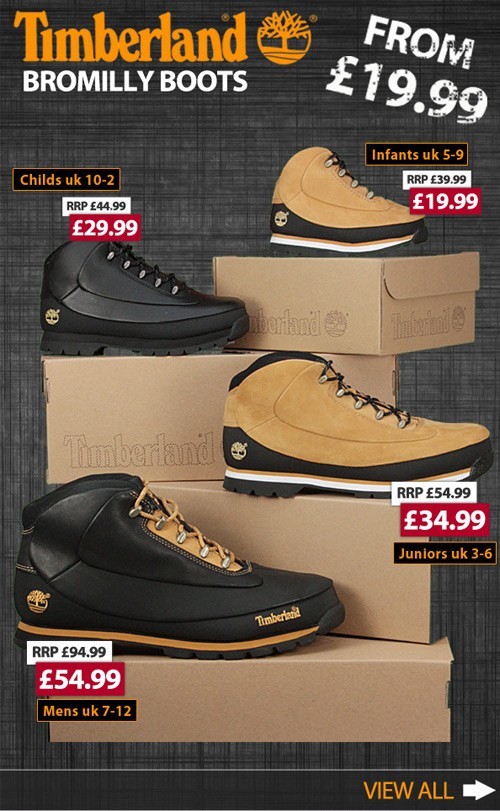 Timberland
BROMILLY BOOTS
FROM
£19.99
Infants uk 5-9
RRP £39.99
£19.99
Childs uk 10-2
RRP £44.99
£29.99
Timberland
Timberland
Timberland
RRP £54.99
£34.99
Juniors uk 3-6
Timberland
RRP £94.99
£54.99
Mens uk 7-12
VIEW ALL